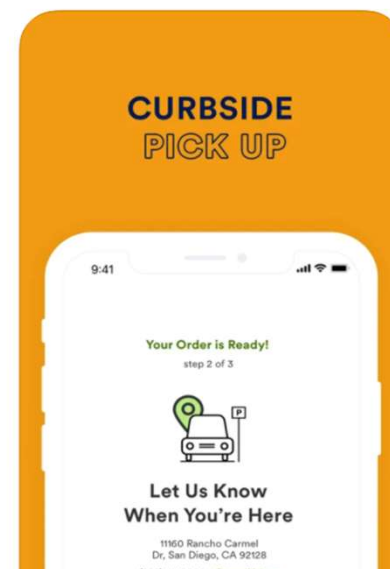 CURBSIDE
PICK UP
9:41
Your Order is Ready!
step 2 of 3
P
Let Us Know
When You're Here
11160 Rancho Carmel
Dr, San Diego, CA 92128